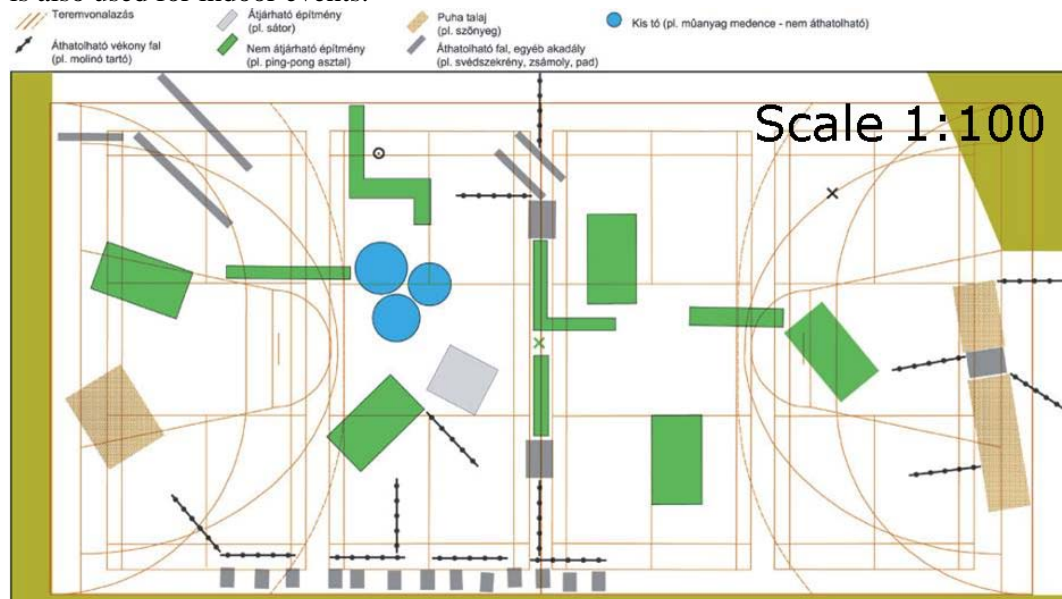 is also used for indoor events.
Teremvonalazás
Átjárható építmény
(pl. sátor)
Puha talaj
(pl. szőnyeg)
Kis tó (pl. műanyag medence - nem áthatolható)
Áthatolható vékony fal
(pl. molinó tartó)
Nem átjárható építmény
(pl. ping-pong asztal)
Áthatolható fal, egyéb akadály
(pl. svédszekrény, zsámoly, pad)
Scale 1:100